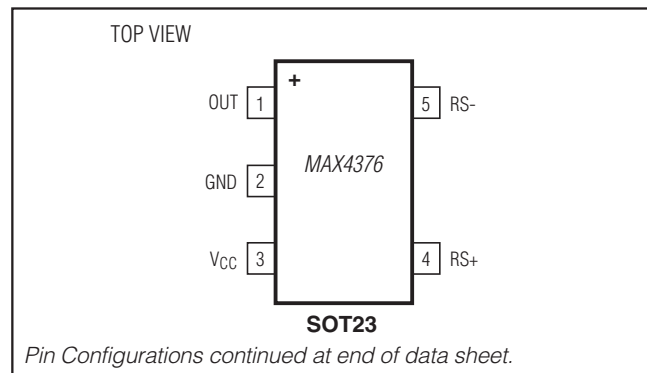 TOP VIEW
+
OUT 1 5 RS-
MAX4376
GND 2
VCC 3 4 RS+
SOT23
Pin Configurations continued at end of data sheet.